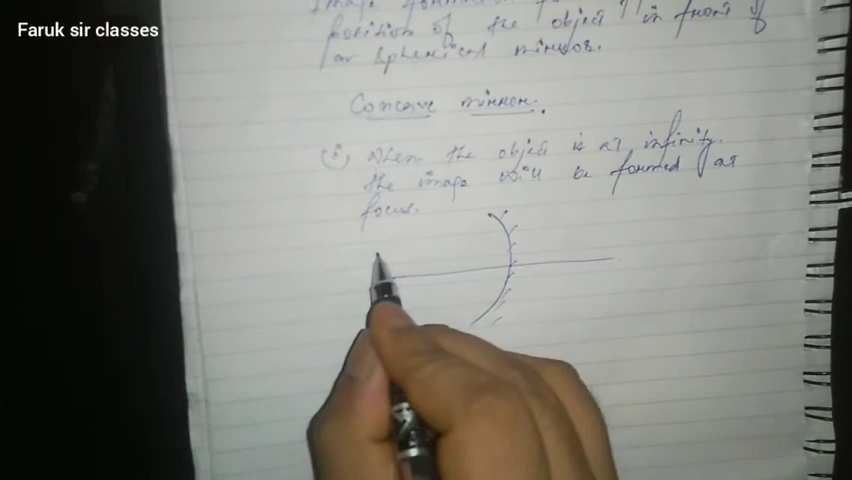 Faruk sir classes
position of the object in front of
spherical mirror.
Concave mirror.
(i) When the object is at infinity.
the image will be formed at
focus.